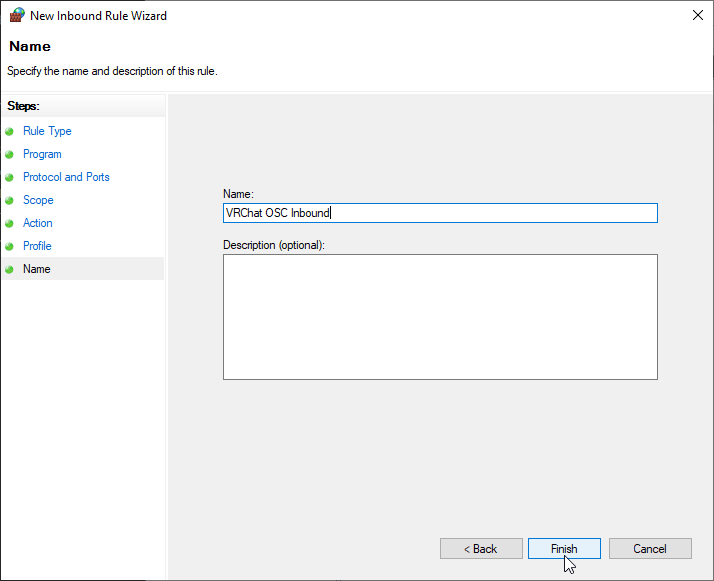 New Inbound Rule Wizard
Name
Specify the name and description of this rule.
Steps:
Rule Type
Program
Protocol and Ports
Scope
Action
Profile
Name
Name:
VRChat OSC Inbound
Description (optional):
< Back
Finish
Cancel